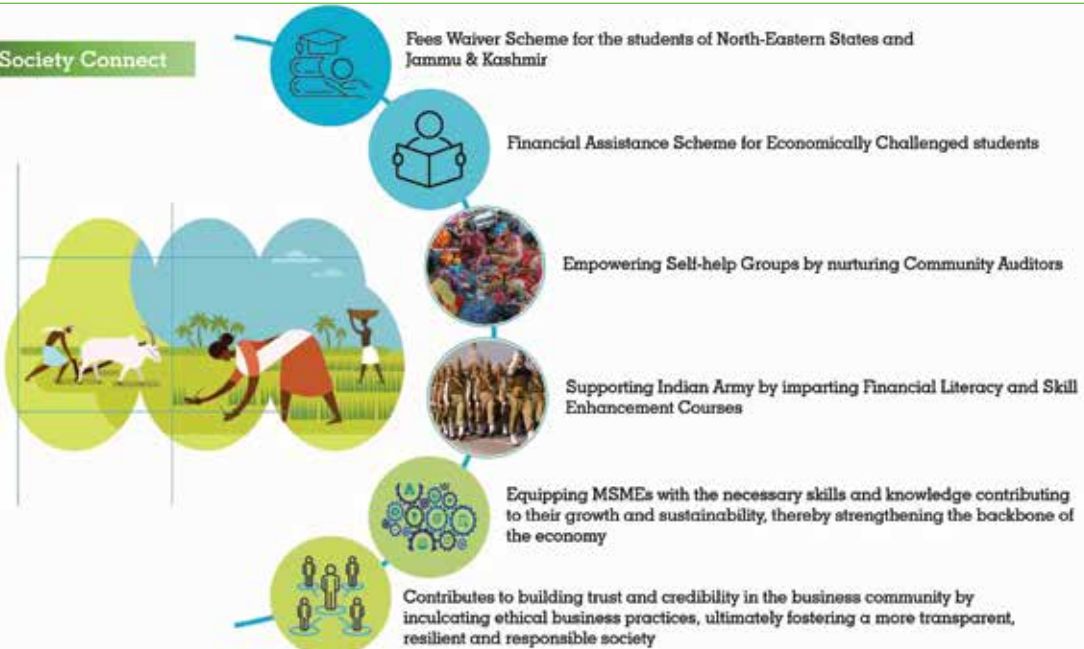 Society Connect
Fees Waiver Scheme for the students of North-Eastern States and
Jammu & Kashmir
Financial Assistance Scheme for Economically Challenged students
Empowering Self-help Groups by nurturing Community Auditors
Supporting Indian Army by imparting Financial Literacy and Skill
Enhancement Courses
Equipping MSMEs with the necessary skills and knowledge contributing
to their growth and sustainability, thereby strengthening the backbone of
the economy
Contributes to building trust and credibility in the business community by
inculcating ethical business practices, ultimately fostering a more transparent,
resilient and responsible society